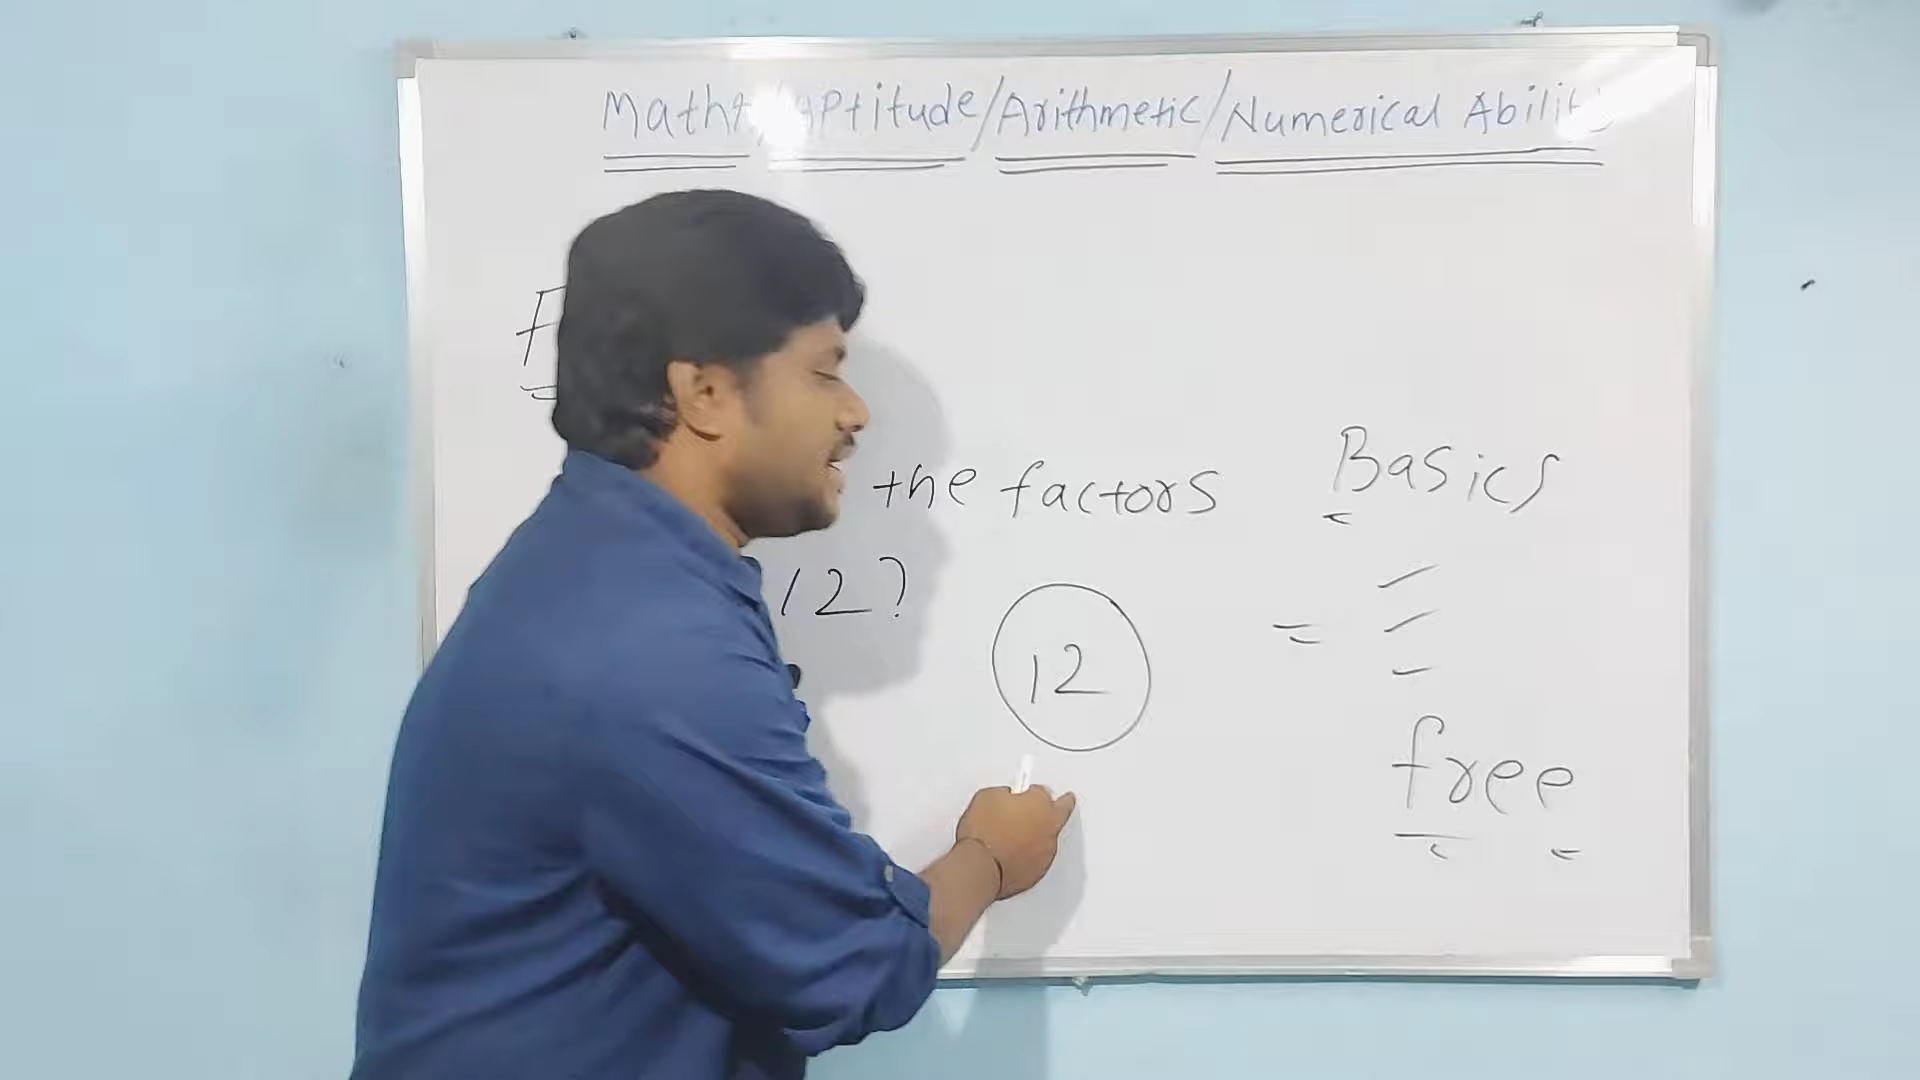 Maths/Aptitude/Arithmetic/Numerical Ability
the factors
12?
12
Basics
free